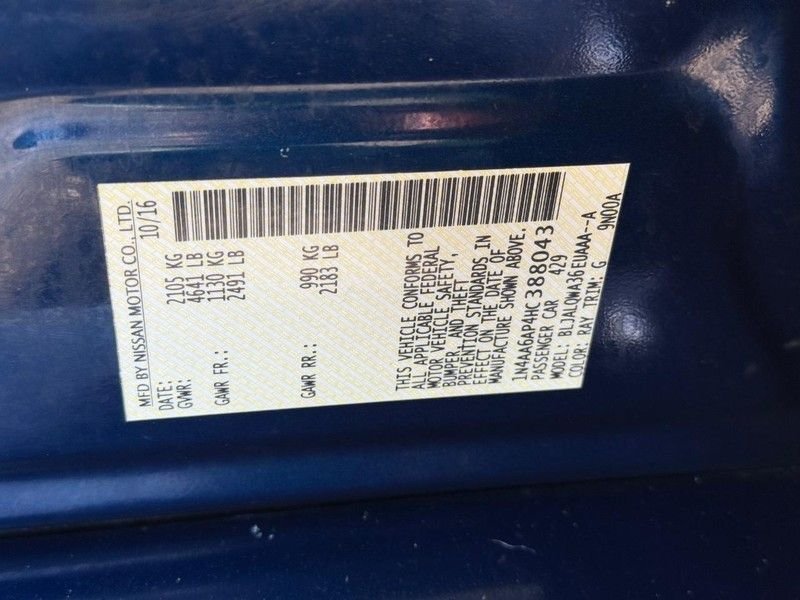 MFD BY NISSAN MOTOR CO., LTD.
DATE: 10/16
GVWR: 2105 KG
4641 LB
GAWR FR.: 1130 KG
2491 LB
GAWR RR.: 990 KG
2183 LB
THIS VEHICLE CONFORMS TO
ALL APPLICABLE FEDERAL
MOTOR VEHICLE SAFETY,
BUMPER, AND THEFT
PREVENTION STANDARDS IN
EFFECT ON THE DATE OF
MANUFACTURE SHOWN ABOVE.
1N4AA6AP4HC388043
PASSENGER CAR 429
MODEL: BLJALQWA36EUAAA--A
COLOR: RAY TRIM: G 9N00A